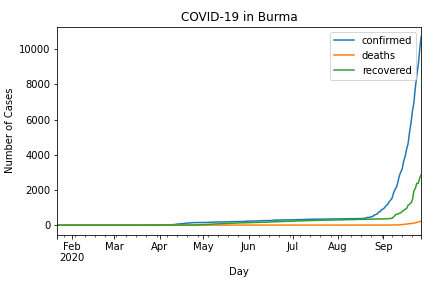 COVID-19 in Burma
confirmed
deaths
recovered
Number of Cases
10000
8000
6000
4000
2000
0
Feb Mar Apr May Jun Jul Aug Sep
2020
Day